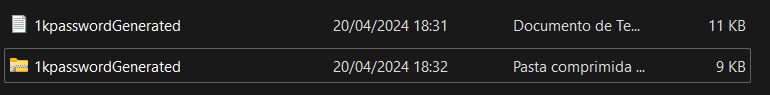 1kpasswordGenerated 20/04/2024 18:31 Documento de Te... 11 KB
1kpasswordGenerated 20/04/2024 18:32 Pasta comprimida ... 9 KB